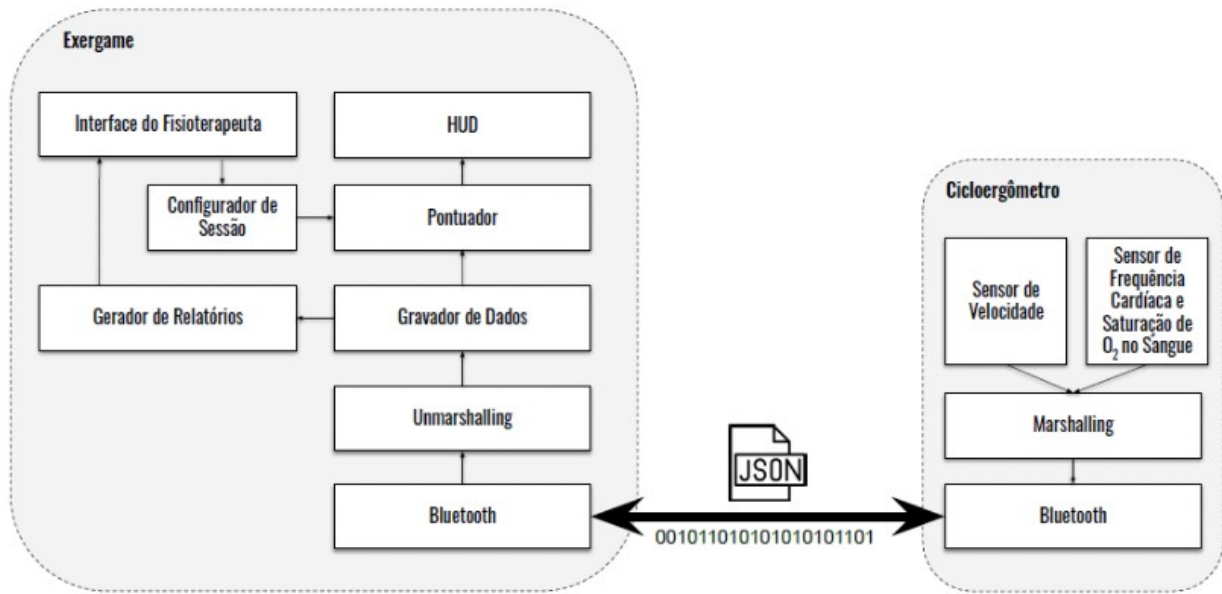 Exergame
Interface do Fisioterapeuta
HUD
Configurador de
Sessão
Pontuador
Gerador de Relatórios
Gravador de Dados
Unmarshalling
Bluetooth
JSON
001011010101010101101
Cicloergômetro
Sensor de
Velocidade
Sensor de
Frequência
Cardíaca e
Saturação de
O₂ no Sangue
Marshalling
Bluetooth